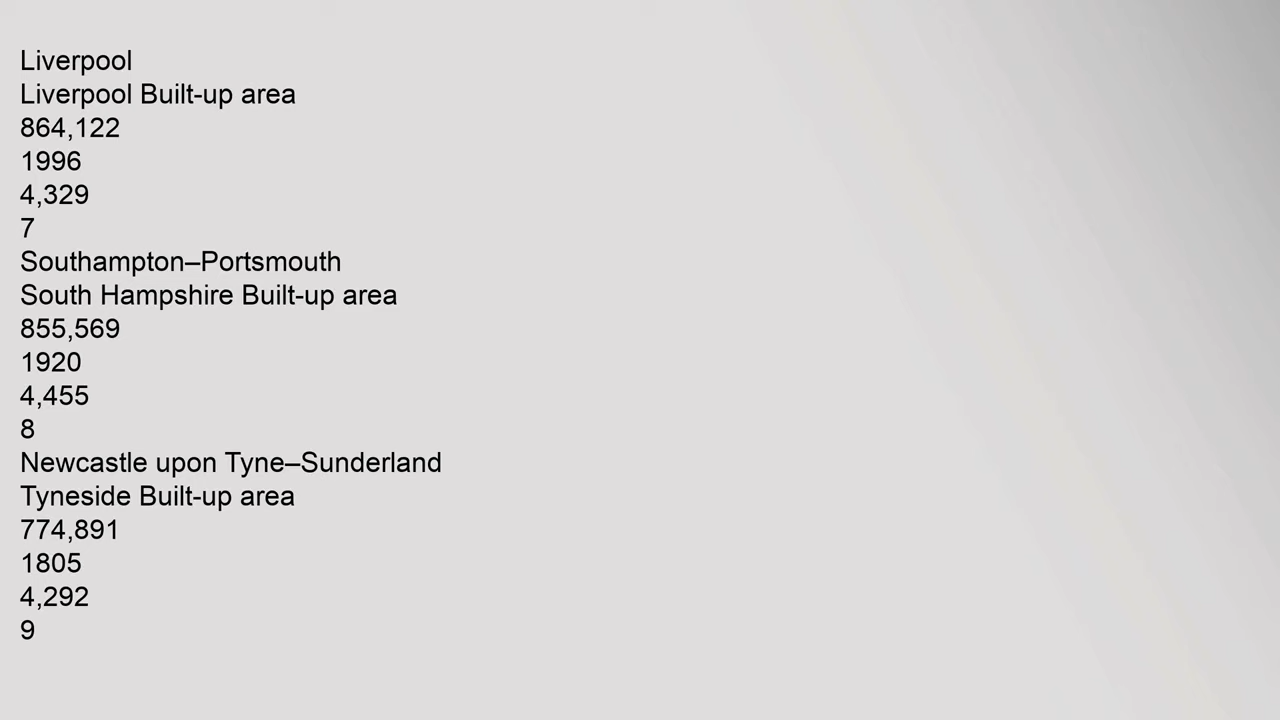 Liverpool
Liverpool Built-up area
864,122
1996
4,329
7
Southampton–Portsmouth
South Hampshire Built-up area
855,569
1920
4,455
8
Newcastle upon Tyne–Sunderland
Tyneside Built-up area
774,891
1805
4,292
9